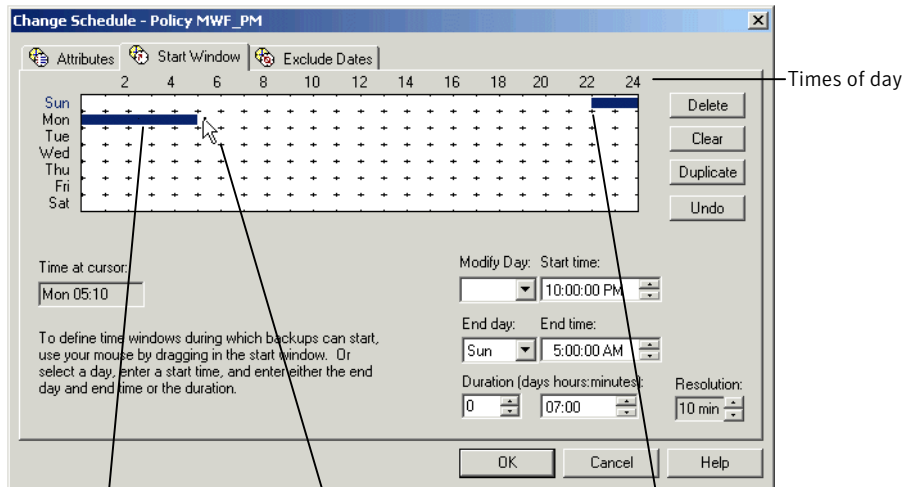 Change Schedule - Policy MWF_PM
Attributes
Start Window
Exclude Dates
2 4 6 8 10 12 14 16 18 20 22 24
Times of day
Sun
Mon
Tue
Wed
Thu
Fri
Sat
Delete
Clear
Duplicate
Undo
Time at cursor:
Mon 05:10
To define time windows during which backups can start,
use your mouse by dragging in the start window. Or
select a day, enter a start time, and enter either the end
day and end time or the duration.
Modify Day: Start time:
10:00:00 PM
End day: End time:
Sun 5:00:00 AM
Duration (days hours:minutes):
0 07:00
Resolution:
10 min
OK
Cancel
Help